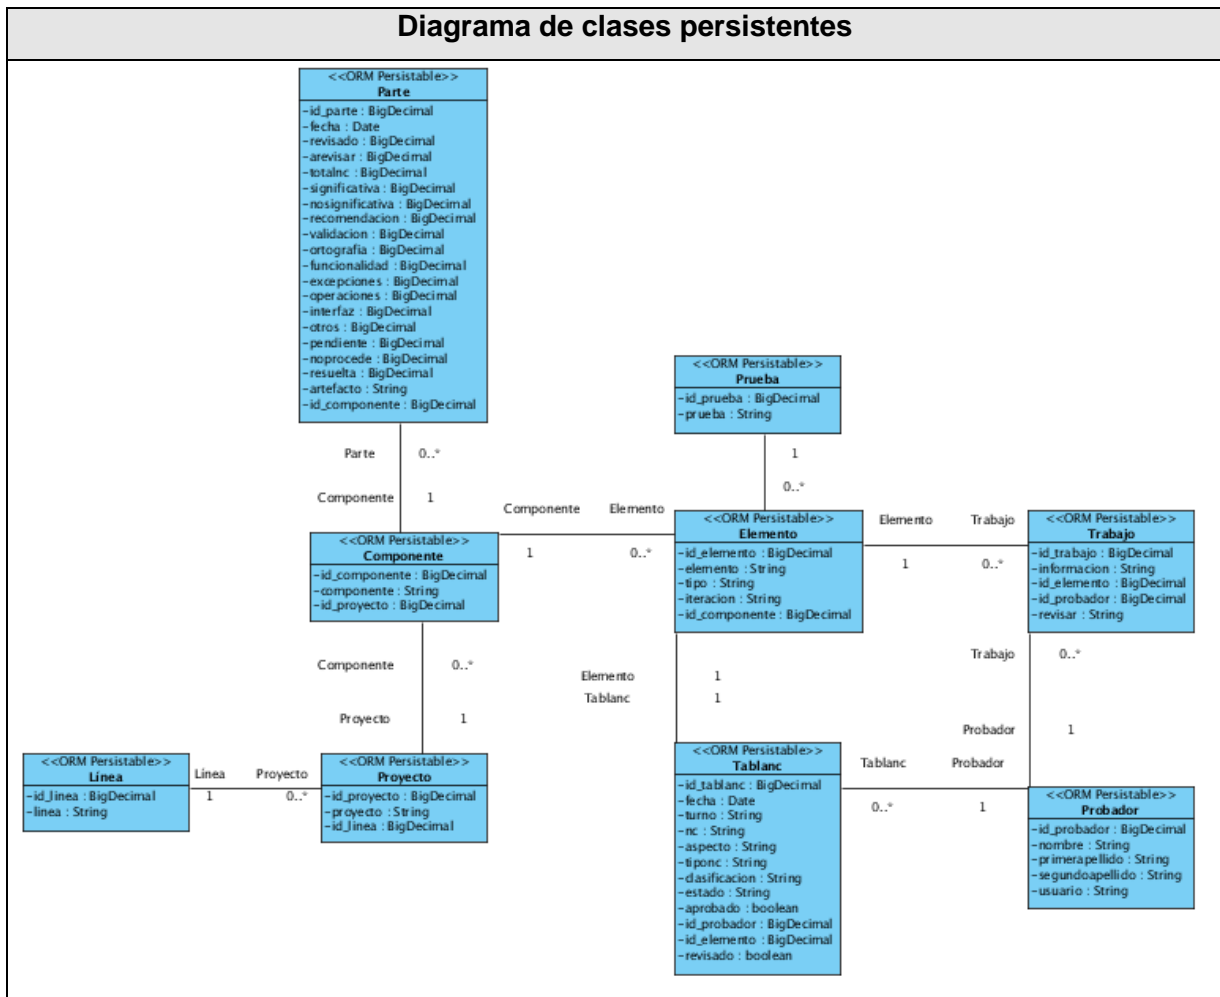 Diagrama de clases persistentes
<<ORM Persistable>>
Parte
-id_parte : BigDecimal
-fecha : Date
-revisado : BigDecimal
-arevisar : BigDecimal
-totalnc : BigDecimal
-significativa : BigDecimal
-nosignificativa : BigDecimal
-recomendacion : BigDecimal
-validacion : BigDecimal
-ortografia : BigDecimal
-funcionalidad : BigDecimal
-excepciones : BigDecimal
-operaciones : BigDecimal
-interfaz : BigDecimal
-otros : BigDecimal
-pendiente : BigDecimal
-noprocede : BigDecimal
-resuelta : BigDecimal
-artefacto : String
-id_componente : BigDecimal
<<ORM Persistable>>
Prueba
-id_prueba : BigDecimal
-prueba : String
Parte 0..*
Componente 1
1
0..*
Componente Elemento
1 0..*
<<ORM Persistable>>
Componente
-id_componente : BigDecimal
-componente : String
-id_proyecto : BigDecimal
<<ORM Persistable>>
Elemento
-id_elemento : BigDecimal
-elemento : String
-tipo : String
-iteracion : String
-id_componente : BigDecimal
Elemento Trabajo
1 0..*
<<ORM Persistable>>
Trabajo
-id_trabajo : BigDecimal
-informacion : String
-id_elemento : BigDecimal
-id_probador : BigDecimal
-revisar : String
Componente 0..*
Proyecto 1
Elemento 1
Tablanc 1
Trabajo 0..*
Probador 1
<<ORM Persistable>>
Línea
-id_linea : BigDecimal
-linea : String
Línea Proyecto
1 0..*
<<ORM Persistable>>
Proyecto
-id_proyecto : BigDecimal
-proyecto : String
-id_linea : BigDecimal
<<ORM Persistable>>
Tablanc
-id_tablanc : BigDecimal
-fecha : Date
-turno : String
-nc : String
-aspecto : String
-tiponc : String
-clasificacion : String
-estado : String
-aprobado : boolean
-id_probador : BigDecimal
-id_elemento : BigDecimal
-revisado : boolean
Tablanc Probador
0..* 1
<<ORM Persistable>>
Probador
-id_probador : BigDecimal
-nombre : String
-primerapellido : String
-segundoapellido : String
-usuario : String